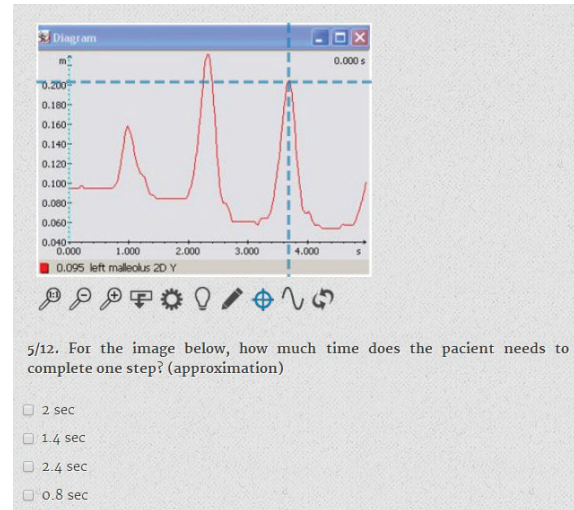 Diagram
m
0.000 s
0.200
0.180
0.160
0.140
0.120
0.100
0.080
0.060
0.040
0.000 1.000 2.000 3.000 4.000 s
0.095 left malleolus 2D Y
1:1
5/12. For the image below, how much time does the pacient needs to
complete one step? (approximation)
2 sec
1.4 sec
2.4 sec
0.8 sec